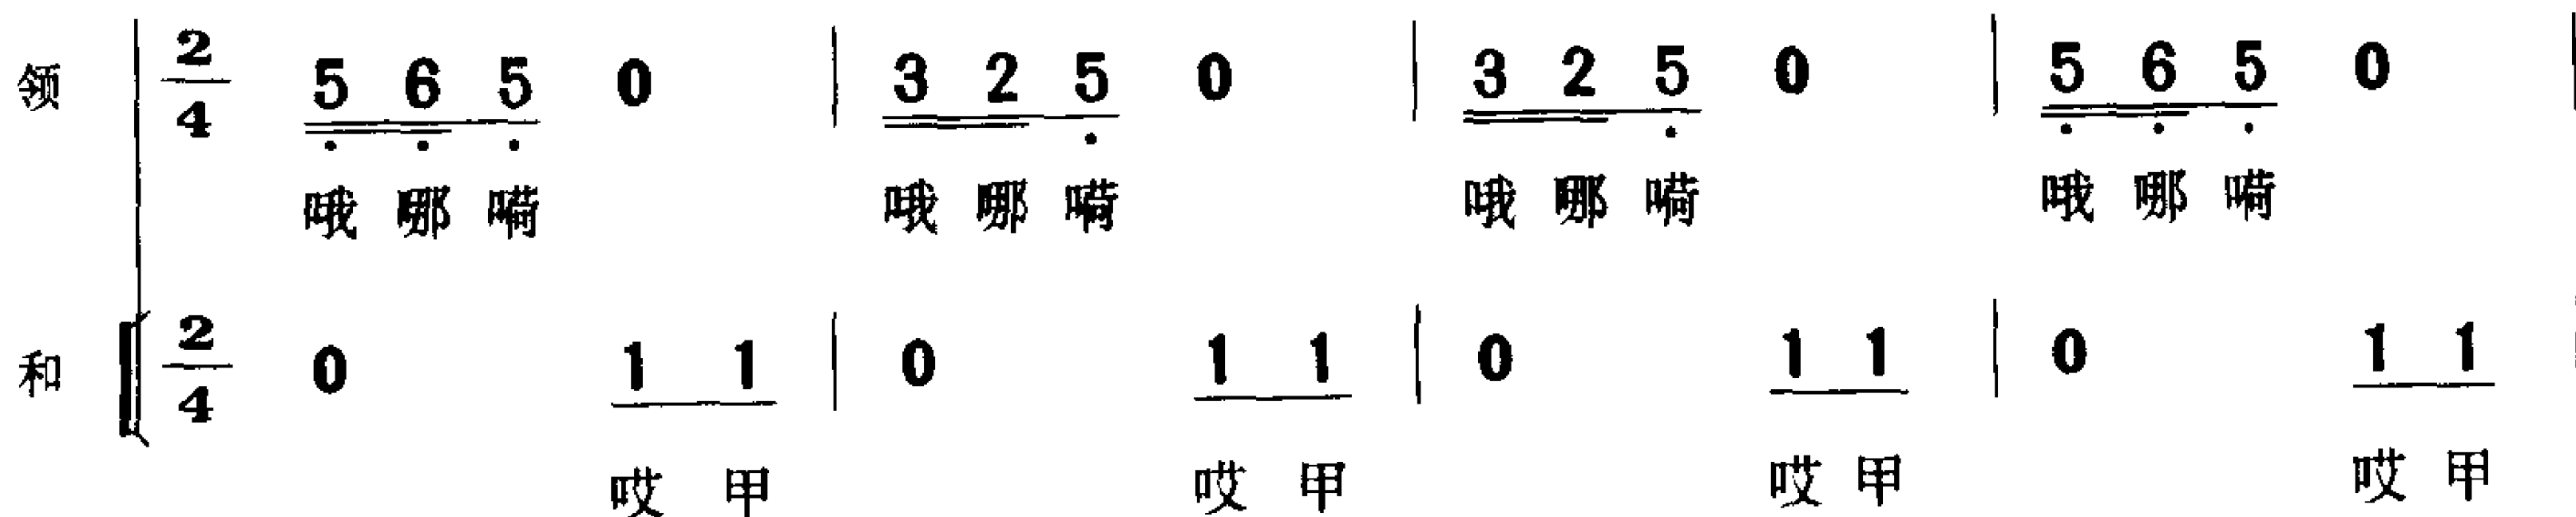 领 2/4 5 6 5 0 | 3 2 5 0 | 3 2 5 0 | 5 6 5 0
哦 哪 嗬 哦 哪 嗬 哦 哪 嗬 哦 哪 嗬
和 2/4 0 1 1 | 0 1 1 | 0 1 1 | 0 1 1
哎 甲 哎 甲 哎 甲 哎 甲